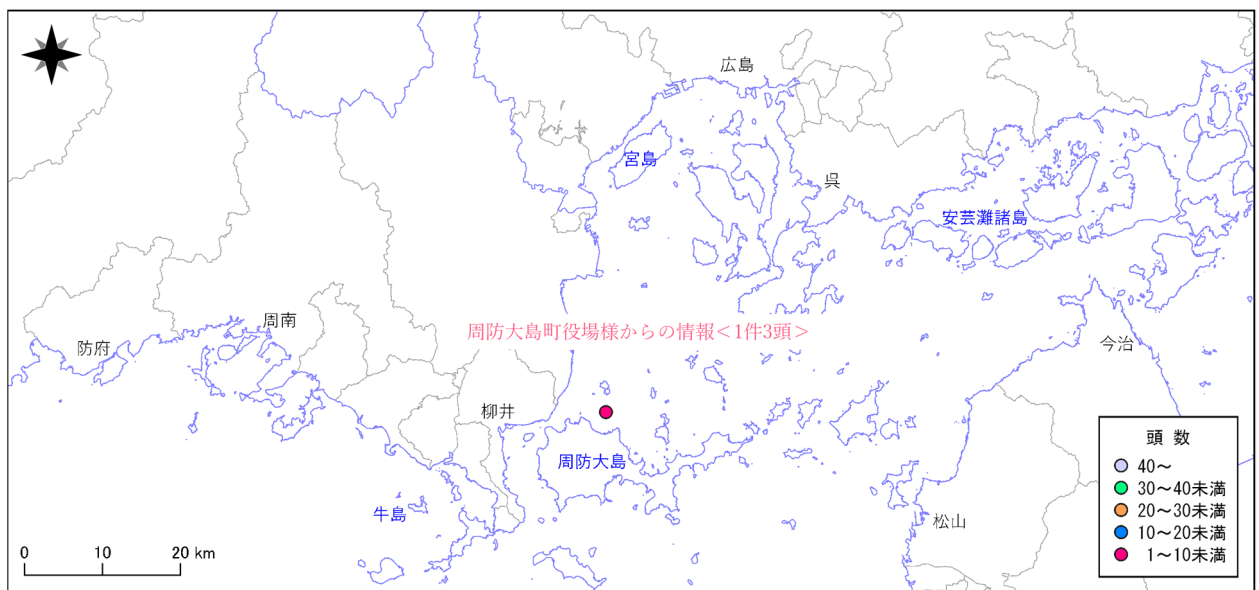 広島
宮島
呉
安芸灘諸島
周南
防府
周防大島町役場様からの情報＜1件3頭＞
今治
柳井
周防大島
牛島
松山
頭 数
40～
30～40未満
20～30未満
10～20未満
1～10未満
0 10 20 km